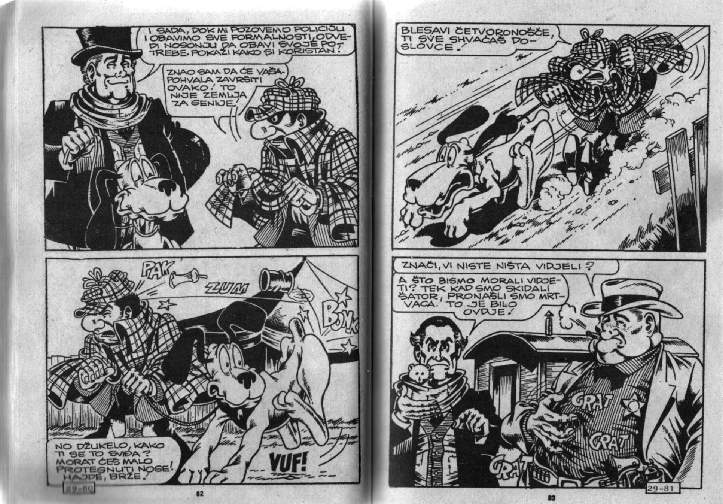 I SADA, DOK MI POZOVEMO POLICIJU
I OBAVIMO SVE FORMALNOSTI, ODVE-
DI NOSONJU DA OBAVI SVOJE POT-
TREBE. POKAŽI KAKO SI KORISTAN!
ZNAO SAM DA ĆE VAŠA
POHVALA ZAVRŠITI
OVAKO! TO
NIJE ZEMLJA
ZA GENIJE!
PAK
ZUM
BONK
NO DŽUKELO, KAKO
TI SE TO SVIĐA?
MORAT ĆEŠ MALO
PROTEGNUTI NOGE!
HAJDE, BRŽE!
VUF!
29-80
82
BLESAVI ČETVORONOŠČE,
TI SVE SHVAĆAŠ DO-
SLOVCE!
ZNAČI, VI NISTE NIŠTA VIDJELI?
A ŠTO BISMO MORALI VIDJE-
TI? TEK KAD SMO SKIDALI
ŠATOR, PRONAŠLI SMO MRT-
VACA. TO JE BILO
OVDJE!
GRAT
GRAT
29-81
83